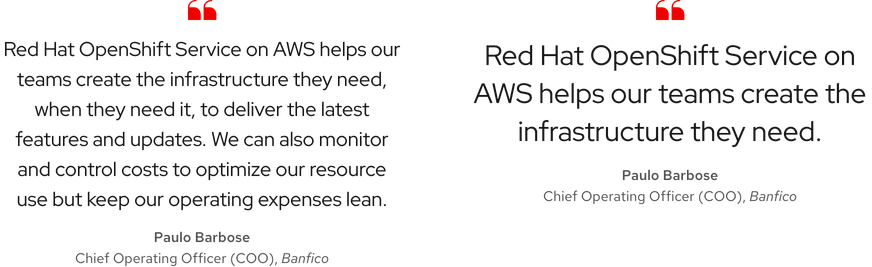 Red Hat OpenShift Service on AWS helps our
teams create the infrastructure they need,
when they need it, to deliver the latest
features and updates. We can also monitor
and control costs to optimize our resource
use but keep our operating expenses lean.
Paulo Barbose
Chief Operating Officer (COO), Banfico
Red Hat OpenShift Service on
AWS helps our teams create the
infrastructure they need.
Paulo Barbose
Chief Operating Officer (COO), Banfico